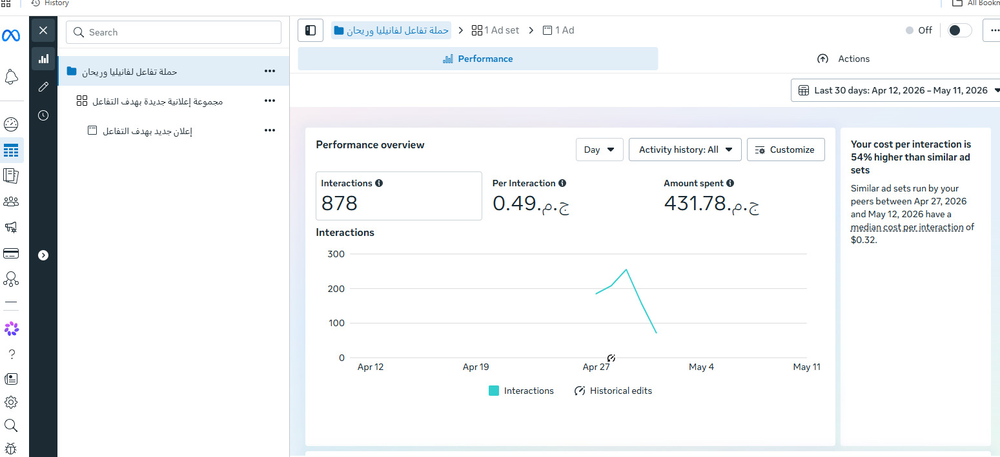 History
All Bookm
Search
حملة تفاعل لفانيليا وريحان
مجموعة إعلانية جديدة بهدف التفاعل
إعلان جديد بهدف التفاعل
حملة تفاعل لفانيليا وريحان
1 Ad set
1 Ad
Off
Performance
Actions
Last 30 days: Apr 12, 2026 – May 11, 2026
Performance overview
Day
Activity history: All
Customize
Interactions
878
Per Interaction
0.49.ج.م
Amount spent
431.78.ج.م
Interactions
300
200
100
0
Apr 12
Apr 19
Apr 27
May 4
May 11
Interactions
Historical edits
Your cost per interaction is
54% higher than similar ad
sets
Similar ad sets run by your
peers between Apr 27, 2026
and May 12, 2026 have a
median cost per interaction of
$0.32.